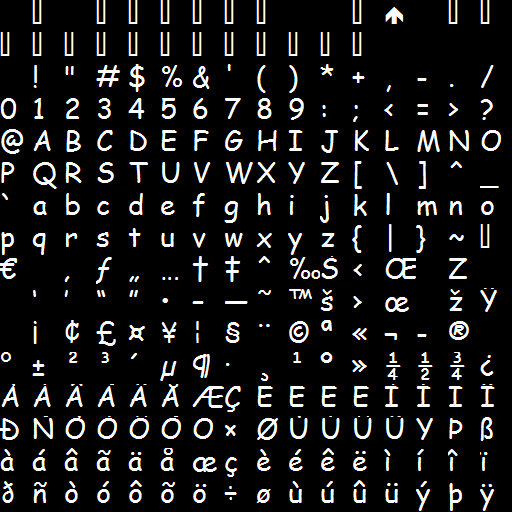 ▯ ▯ ▯ ▯ ▯ ▯ ▯ ▯ ↑ ▯ ▯
▯ ▯ ▯ ▯ ▯ ▯ ▯ ▯ ▯ ▯ ▯ ▯
! " # $ % & ' ( ) * + , - . /
0 1 2 3 4 5 6 7 8 9 : ; < = > ?
@ A B C D E F G H I J K L M N O
P Q R S T U V W X Y Z [ \ ] ^ _
` a b c d e f g h i j k l m n o
p q r s t u v w x y z { | } ~ ▯
€ ‚ ƒ „ … † ‡ ˆ ‰ Š ‹ Œ Ž
‘ ’ “ ” • – — ˜ ™ š › œ ž Ÿ
¡ ¢ £ ¤ ¥ ¦ § ¨ © ª « ¬ - ®
° ± ² ³ ´ µ ¶ · ¸ ¹ º » ¼ ½ ¾ ¿
À Á Â Ã Ä Å Æ Ç È É Ê Ë Ì Í Î Ï
Ð Ñ Ò Ó Ô Õ Ö × Ø Ù Ú Û Ü Ý Þ ß
à á â ã ä å æ ç è é ê ë ì í î ï
ð ñ ò ó ô õ ö ÷ ø ù ú û ü ý þ ÿ